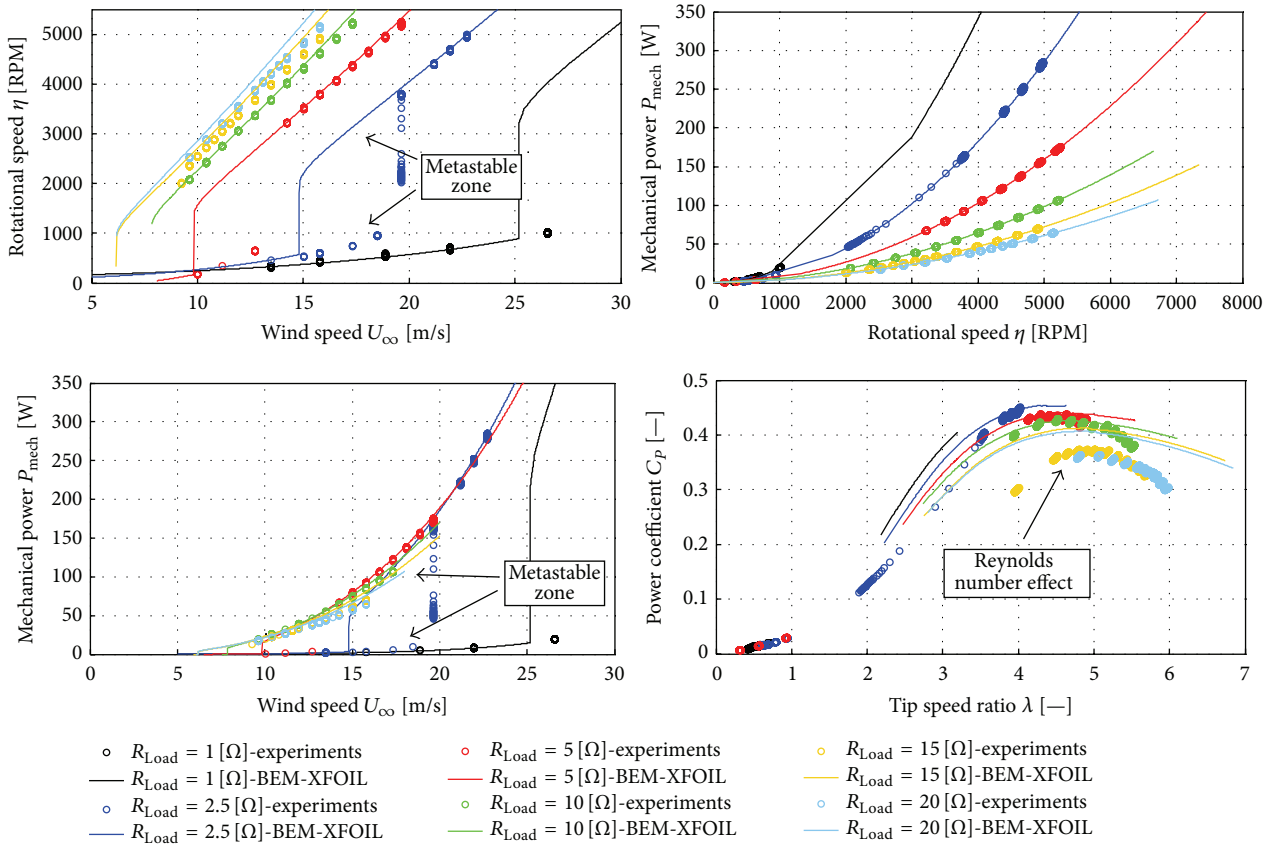 5000
4000
3000
2000
1000
0
Rotational speed η [RPM]
5
10
15
20
25
30
Wind speed U∞ [m/s]
Metastable
zone
350
300
250
200
150
100
50
0
Mechanical power Pmech [W]
0
1000
2000
3000
4000
5000
6000
7000
8000
Rotational speed η [RPM]
350
300
250
200
150
100
50
0
Mechanical power Pmech [W]
0
5
10
15
20
25
30
Wind speed U∞ [m/s]
Metastable
zone
0.5
0.4
0.3
0.2
0.1
0
Power coefficient Cp [—]
0
1
2
3
4
5
6
7
Tip speed ratio λ [—]
Reynolds
number effect
RLoad = 1 [Ω]-experiments
RLoad = 1 [Ω]-BEM-XFOIL
RLoad = 2.5 [Ω]-experiments
RLoad = 2.5 [Ω]-BEM-XFOIL
RLoad = 5 [Ω]-experiments
RLoad = 5 [Ω]-BEM-XFOIL
RLoad = 10 [Ω]-experiments
RLoad = 10 [Ω]-BEM-XFOIL
RLoad = 15 [Ω]-experiments
RLoad = 15 [Ω]-BEM-XFOIL
RLoad = 20 [Ω]-experiments
RLoad = 20 [Ω]-BEM-XFOIL